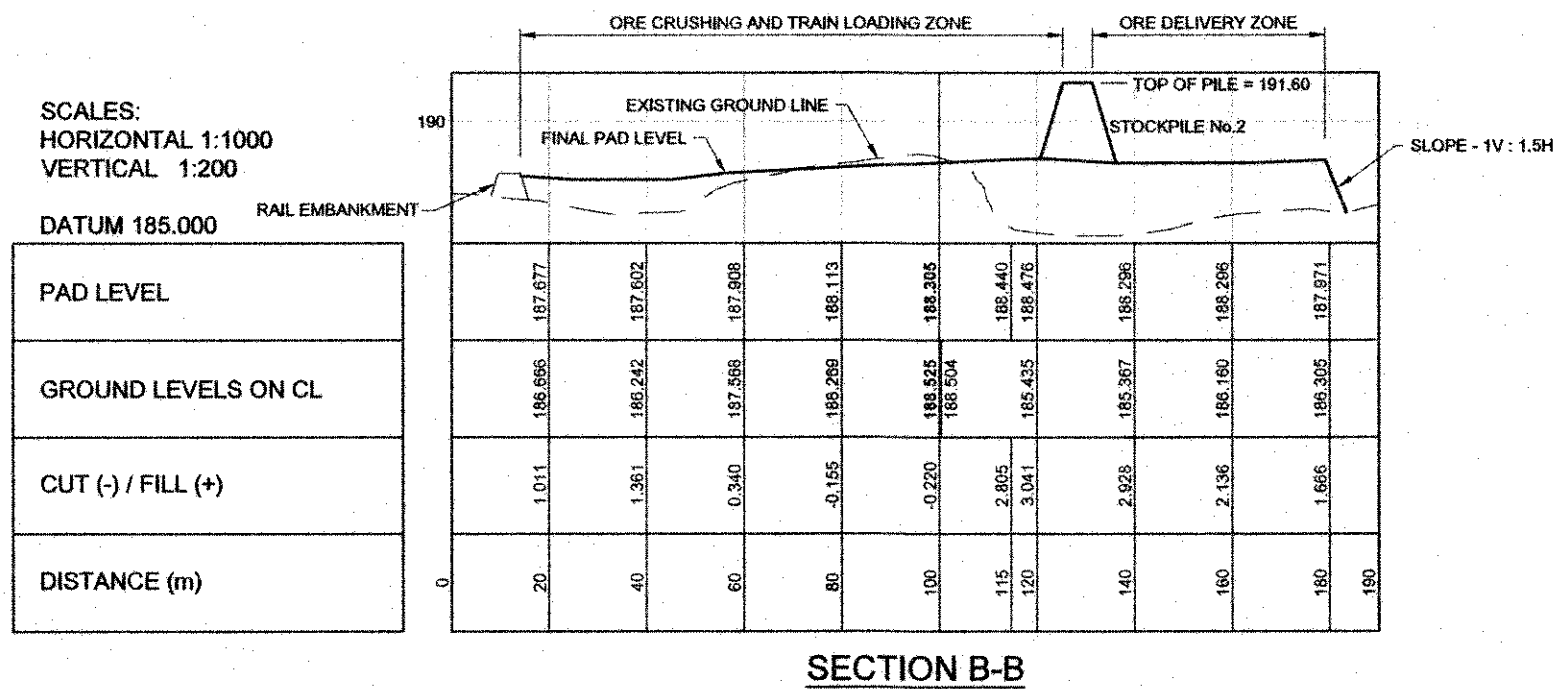 ORE CRUSHING AND TRAIN LOADING ZONE
ORE DELIVERY ZONE
SCALES:
HORIZONTAL 1:1000
VERTICAL 1:200
DATUM 185.000
190
EXISTING GROUND LINE
FINAL PAD LEVEL
TOP OF PILE = 191.60
STOCKPILE No.2
SLOPE - 1V : 1.5H
RAIL EMBANKMENT
PAD LEVEL
187.677
187.602
187.908
188.113
188.305
188.440
188.476
188.296
188.296
187.971
GROUND LEVELS ON CL
186.666
186.242
187.568
188.269
188.525
188.504
185.435
185.367
186.160
186.305
CUT (-) / FILL (+)
1.011
1.361
0.340
-0.155
-0.220
2.805
3.041
2.928
2.136
1.666
DISTANCE (m)
0
20
40
60
80
100
115
120
140
160
180
190
SECTION B-B